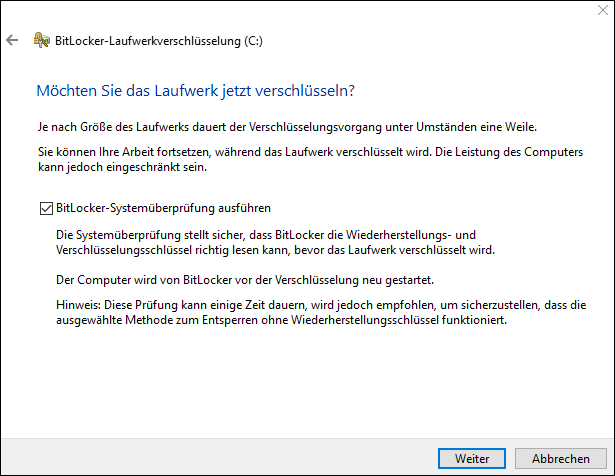 BitLocker-Laufwerkverschlüsselung (C:)
Möchten Sie das Laufwerk jetzt verschlüsseln?
Je nach Größe des Laufwerks dauert der Verschlüsselungsvorgang unter Umständen eine Weile.
Sie können Ihre Arbeit fortsetzen, während das Laufwerk verschlüsselt wird. Die Leistung des Computers
kann jedoch eingeschränkt sein.
BitLocker-Systemüberprüfung ausführen
Die Systemüberprüfung stellt sicher, dass BitLocker die Wiederherstellungs- und
Verschlüsselungsschlüssel richtig lesen kann, bevor das Laufwerk verschlüsselt wird.
Der Computer wird von BitLocker vor der Verschlüsselung neu gestartet.
Hinweis: Diese Prüfung kann einige Zeit dauern, wird jedoch empfohlen, um sicherzustellen, dass die
ausgewählte Methode zum Entsperren ohne Wiederherstellungsschlüssel funktioniert.
Weiter
Abbrechen